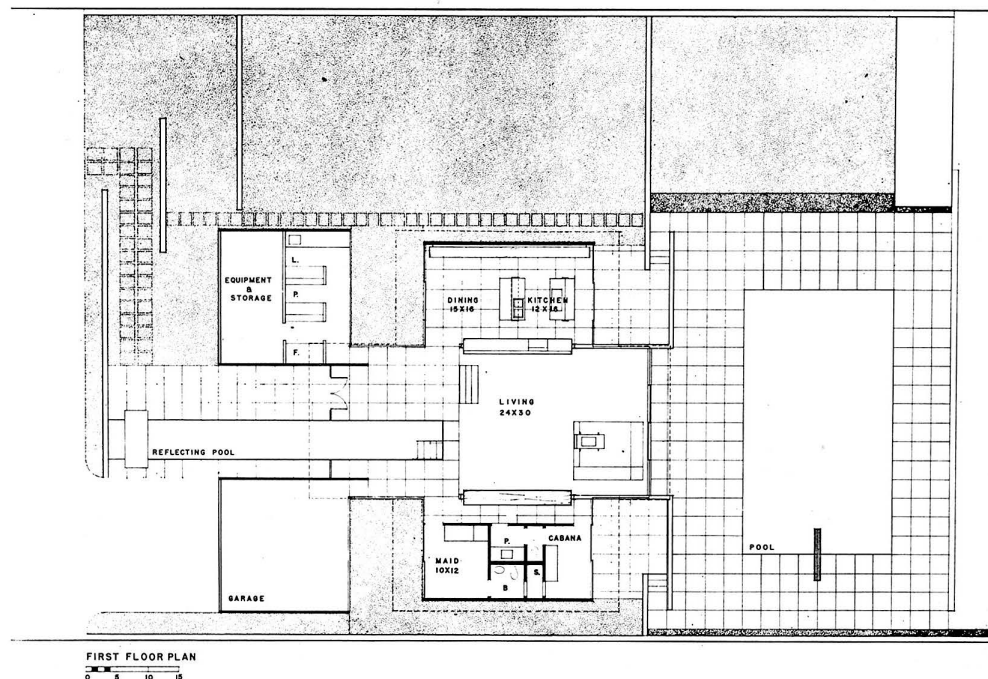 EQUIPMENT
&
STORAGE
L.
P.
F.
DINING
15X16
KITCHEN
12X16
LIVING
24X30
REFLECTING POOL
GARAGE
MAID
10X12
P.
B
S.
CABANA
POOL
FIRST FLOOR PLAN
0 5 10 15